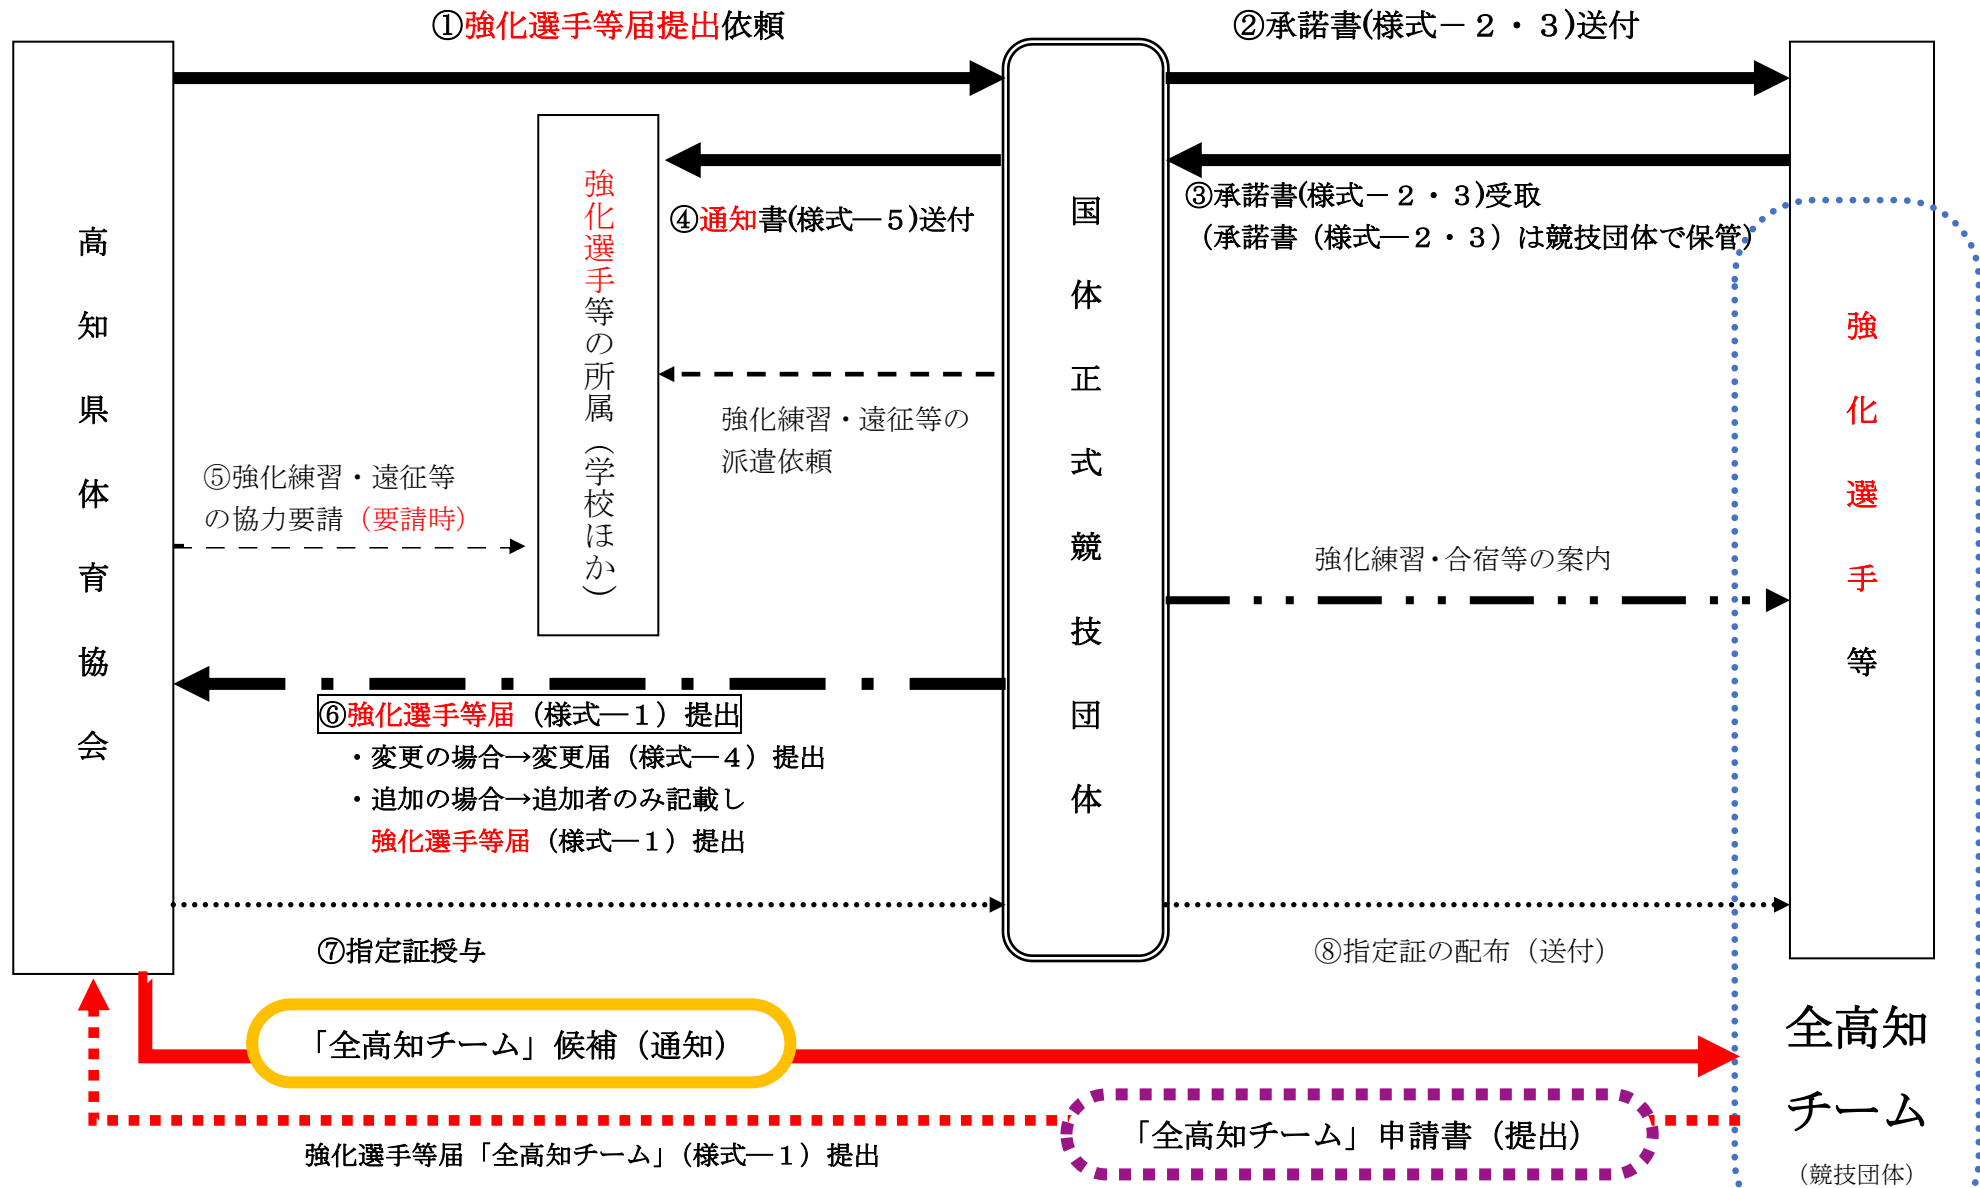 ①強化選手等届提出依頼
②承諾書(様式－２・３)送付
高知県体育協会
強化選手等の所属（学校ほか）
国体正式競技団体
強化選手等
④通知書(様式―５)送付
③承諾書(様式－２・３)受取
（承諾書（様式―２・３）は競技団体で保管）
強化練習・遠征等の
派遣依頼
⑤強化練習・遠征等
の協力要請（要請時）
強化練習・合宿等の案内
⑥強化選手等届（様式―１）提出
・変更の場合→変更届（様式―４）提出
・追加の場合→追加者のみ記載し
強化選手等届（様式―１）提出
⑦指定証授与
⑧指定証の配布（送付）
「全高知チーム」候補（通知）
全高知
チーム
（競技団体）
「全高知チーム」申請書（提出）
強化選手等届「全高知チーム」（様式―１）提出